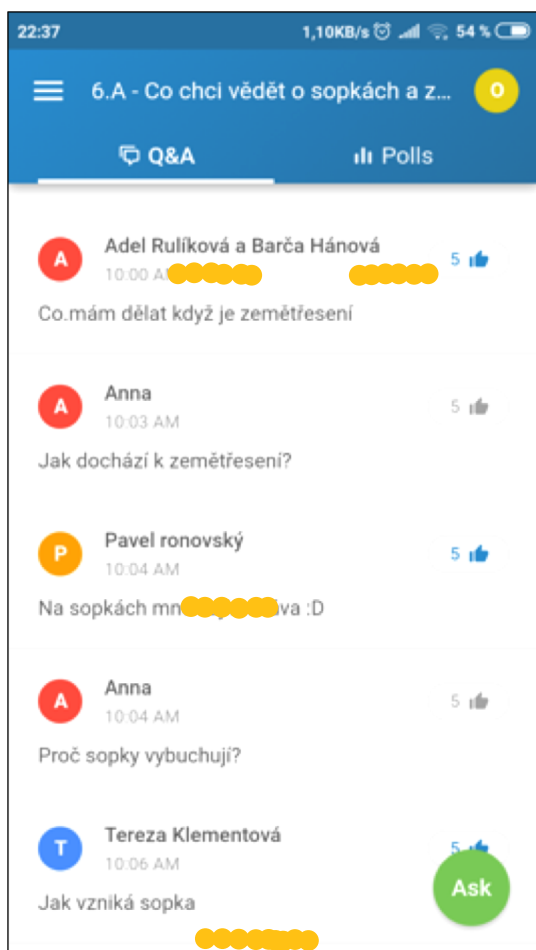 22:37 1,10KB/s 54 %
6.A - Co chci vědět o sopkách a z... O
Q&A Polls
A Adel Rulíková a Barča Hánová 5
10:00
Co.mám dělat když je zemětřesení
A Anna 5
10:03 AM
Jak dochází k zemětřesení?
P Pavel ronovský 5
10:04 AM
Na sopkách :D
A Anna 5
10:04 AM
Proč sopky vybuchují?
T Tereza Klementová 5
10:06 AM
Ask
Jak vzniká sopka